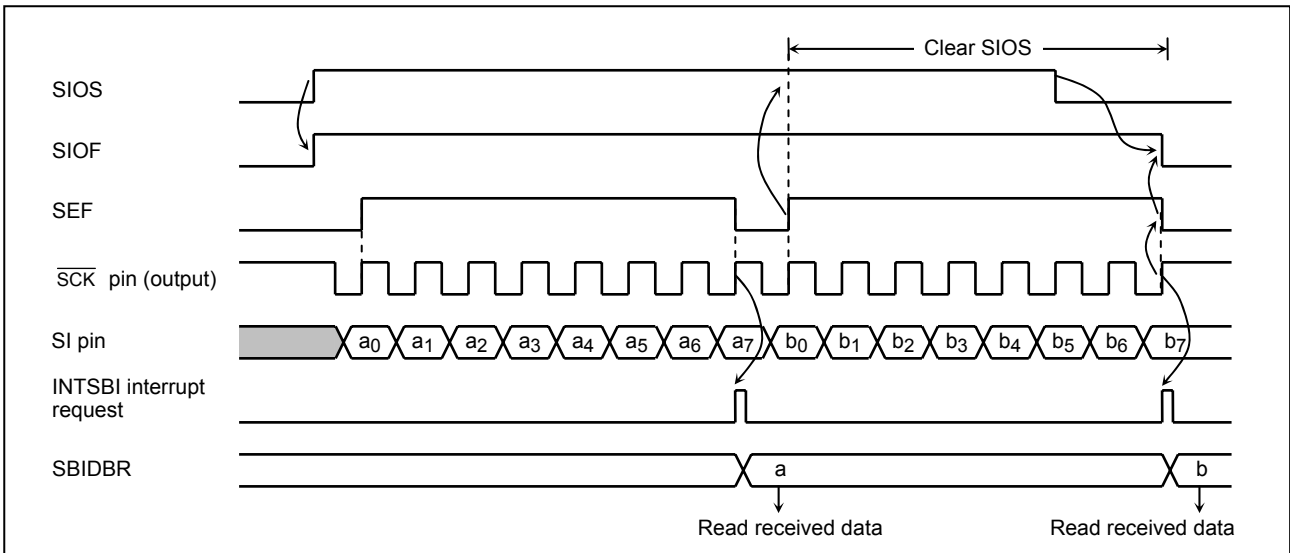 Clear SIOS
SIOS
SIOF
SEF
SCK pin (output)
SI pin a0 a1 a2 a3 a4 a5 a6 a7 b0 b1 b2 b3 b4 b5 b6 b7
INTSBI interrupt
request
SBIDBR a b
Read received data Read received data